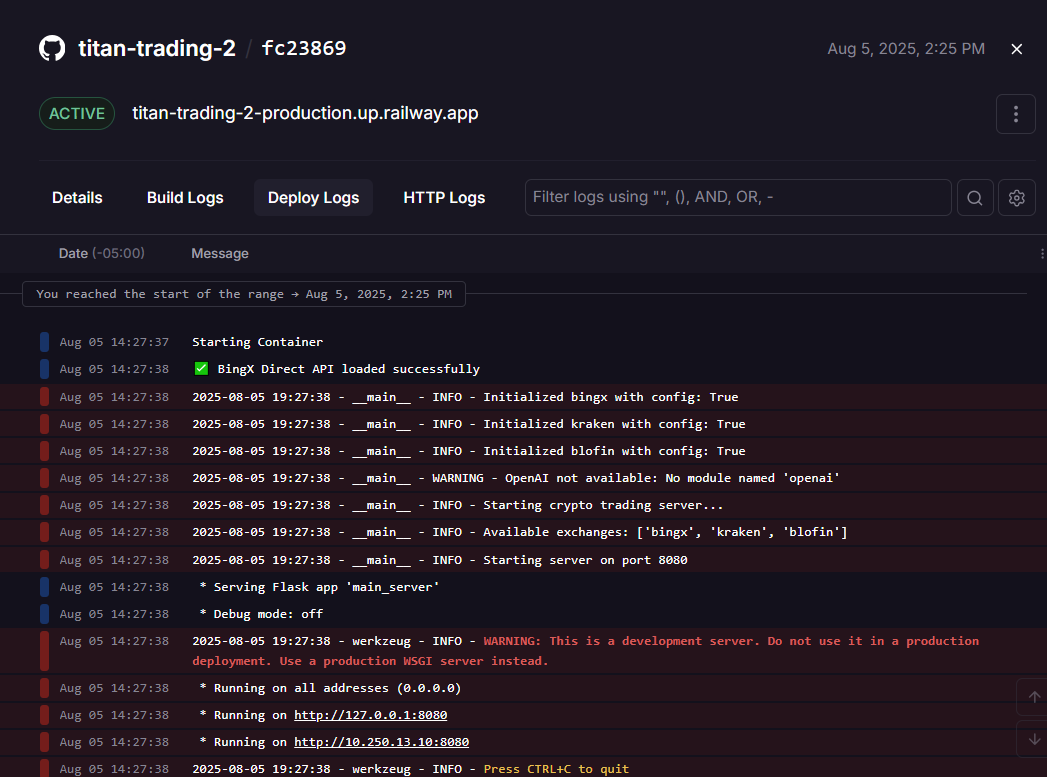 titan-trading-2 / fc23869 Aug 5, 2025, 2:25 PM
ACTIVE titan-trading-2-production.up.railway.app
Details Build Logs Deploy Logs HTTP Logs Filter logs using "", (), AND, OR, -
Date (-05:00) Message
You reached the start of the range → Aug 5, 2025, 2:25 PM
Aug 05 14:27:37 Starting Container
Aug 05 14:27:38 ✅ BingX Direct API loaded successfully
Aug 05 14:27:38 2025-08-05 19:27:38 - __main__ - INFO - Initialized bingx with config: True
Aug 05 14:27:38 2025-08-05 19:27:38 - __main__ - INFO - Initialized kraken with config: True
Aug 05 14:27:38 2025-08-05 19:27:38 - __main__ - INFO - Initialized blofin with config: True
Aug 05 14:27:38 2025-08-05 19:27:38 - __main__ - WARNING - OpenAI not available: No module named 'openai'
Aug 05 14:27:38 2025-08-05 19:27:38 - __main__ - INFO - Starting crypto trading server...
Aug 05 14:27:38 2025-08-05 19:27:38 - __main__ - INFO - Available exchanges: ['bingx', 'kraken', 'blofin']
Aug 05 14:27:38 2025-08-05 19:27:38 - __main__ - INFO - Starting server on port 8080
Aug 05 14:27:38 * Serving Flask app 'main_server'
Aug 05 14:27:38 * Debug mode: off
Aug 05 14:27:38 2025-08-05 19:27:38 - werkzeug - INFO - WARNING: This is a development server. Do not use it in a production
deployment. Use a production WSGI server instead.
Aug 05 14:27:38 * Running on all addresses (0.0.0.0)
Aug 05 14:27:38 * Running on http://127.0.0.1:8080
Aug 05 14:27:38 * Running on http://10.250.13.10:8080
Aug 05 14:27:38 2025-08-05 19:27:38 - werkzeug - INFO - Press CTRL+C to quit